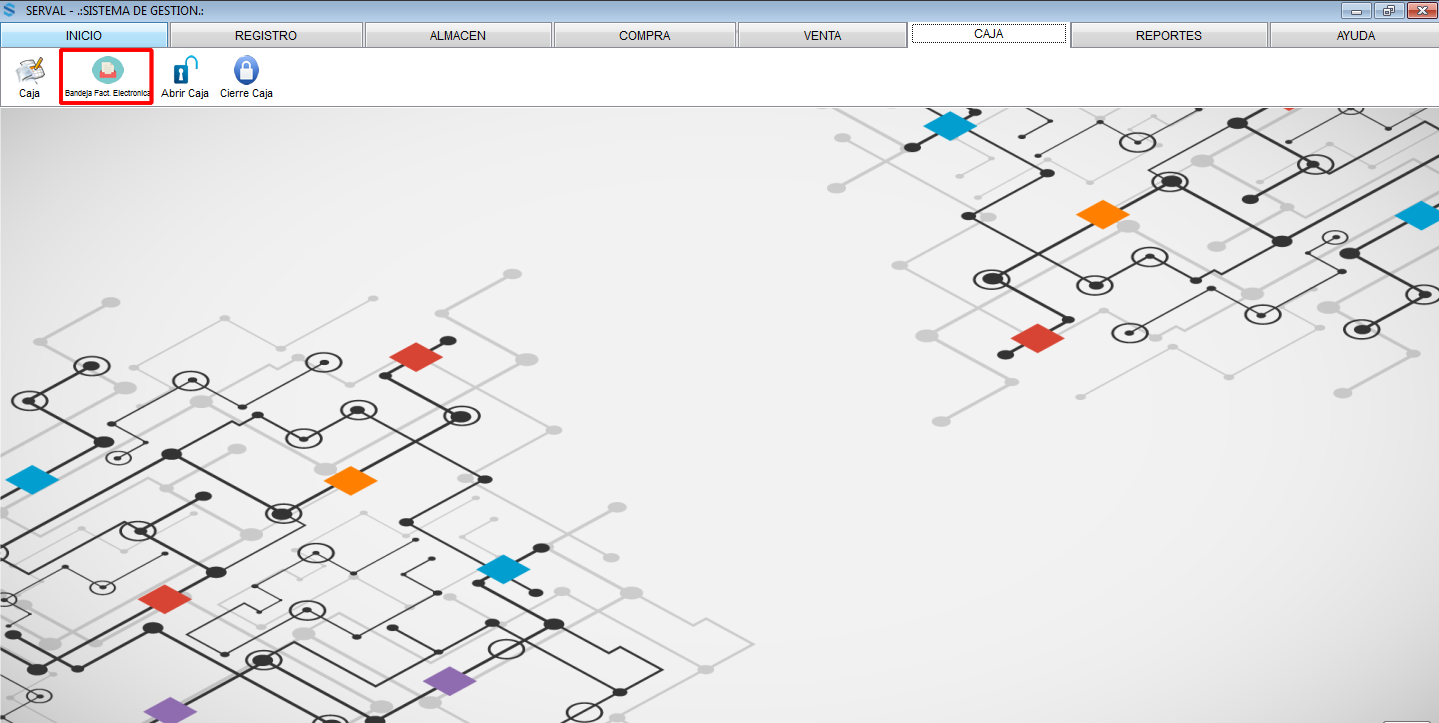 SERVAL - .:SISTEMA DE GESTION.:
INICIO REGISTRO ALMACEN COMPRA VENTA CAJA REPORTES AYUDA
Caja Bandeja Fact. Electronica Abrir Caja Cierre Caja